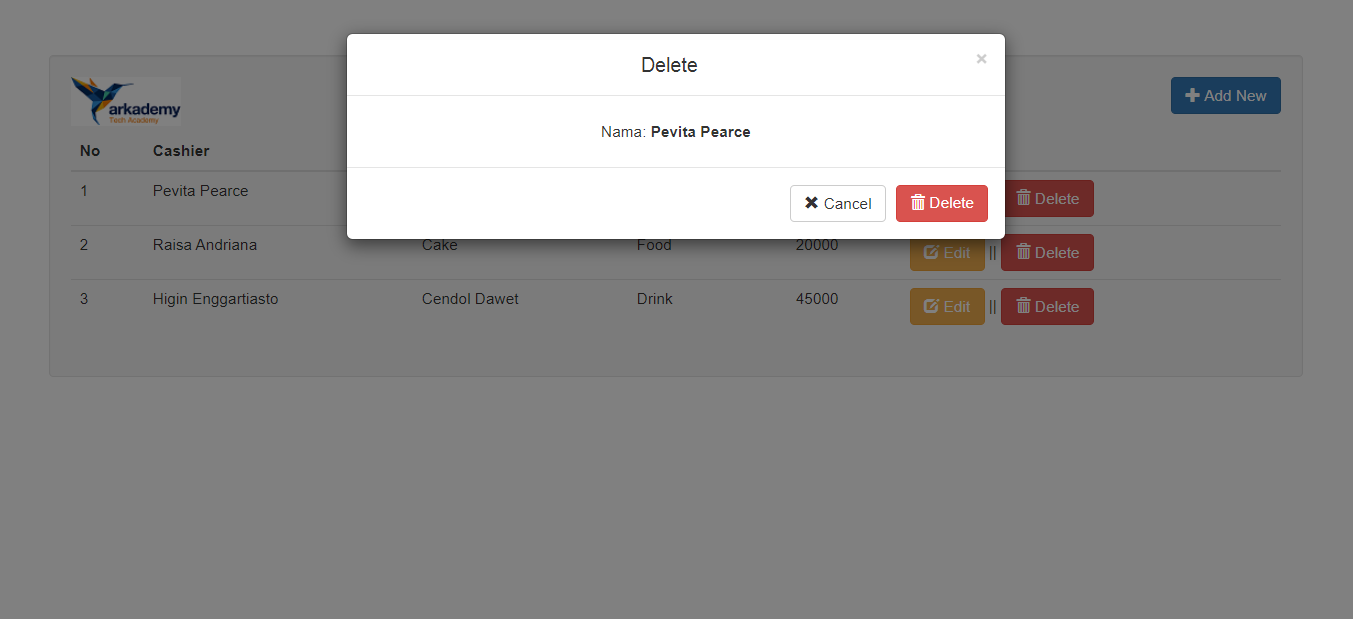 Delete ×
arkademy
Tech Academy
Add New
Nama: Pevita Pearce
No Cashier
1 Pevita Pearce Delete
Cancel Delete
2 Raisa Andriana Cake Food 20000 Edit || Delete
3 Higin Enggartiasto Cendol Dawet Drink 45000 Edit || Delete